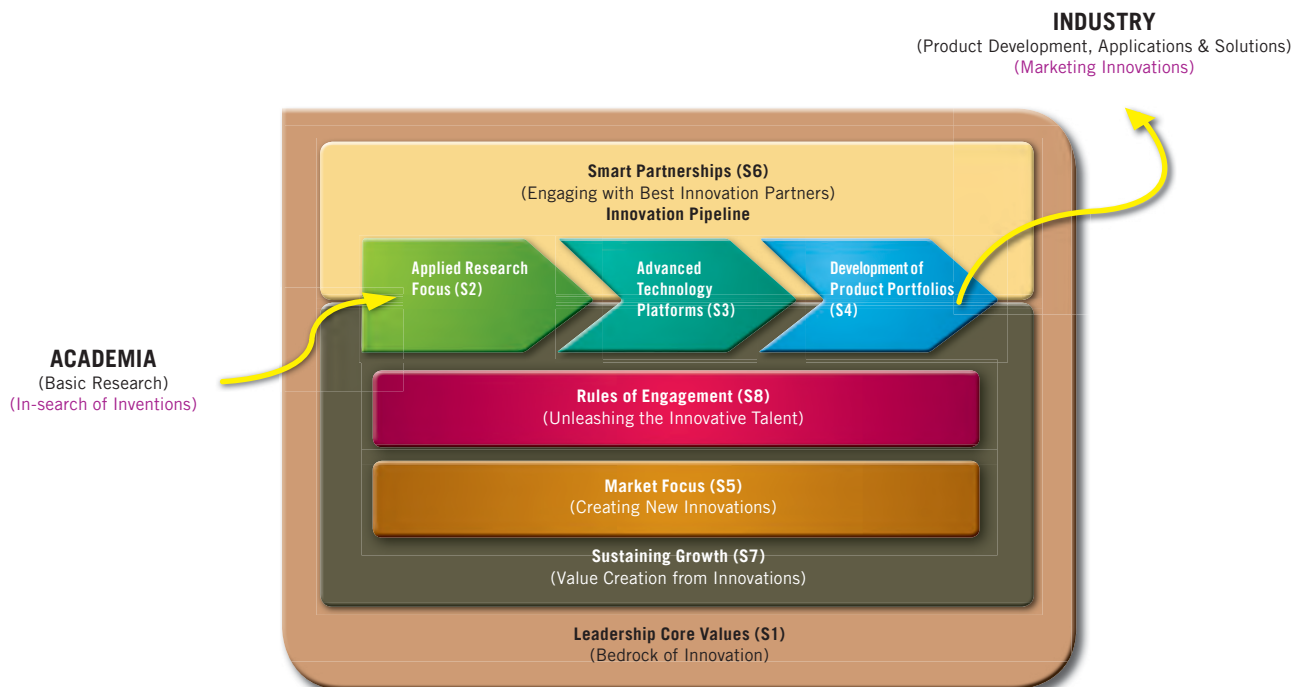 INDUSTRY
(Product Development, Applications & Solutions)
(Marketing Innovations)
Smart Partnerships (S6)
(Engaging with Best Innovation Partners)
Innovation Pipeline
Applied Research
Focus (S2)
Advanced
Technology
Platforms (S3)
Development of
Product Portfolios
(S4)
ACADEMIA
(Basic Research)
(In-search of Inventions)
Rules of Engagement (S8)
(Unleashing the Innovative Talent)
Market Focus (S5)
(Creating New Innovations)
Sustaining Growth (S7)
(Value Creation from Innovations)
Leadership Core Values (S1)
(Bedrock of Innovation)